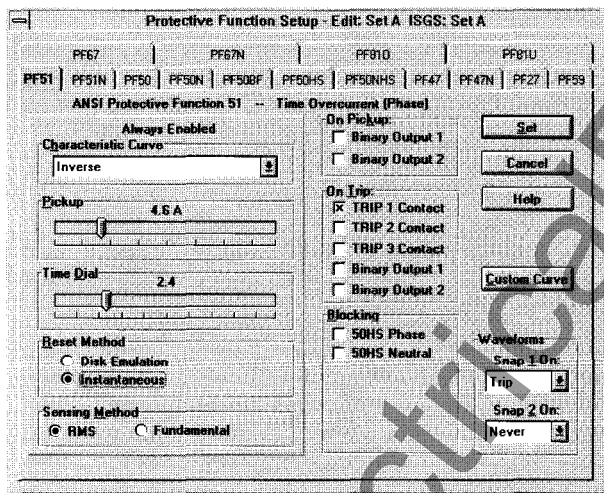 Protective Function Setup - Edit: Set A ISGS: Set A
PF67 PF67N PF81O PF81U
PF51 PF51N PF50 PF50N PF50BF PF50HS PF50NHS PF47 PF47N PF27 PF59
ANSI Protective Function 51 -- Time Overcurrent (Phase)
Always Enabled
Characteristic Curve
Inverse
Pickup
4.6 A
Time Dial
2.4
Reset Method
Disk Emulation
Instantaneous
Sensing Method
RMS Fundamental
On Pickup:
Binary Output 1
Binary Output 2
On Trip:
TRIP 1 Contact
TRIP 2 Contact
TRIP 3 Contact
Binary Output 1
Binary Output 2
Blocking
50HS Phase
50HS Neutral
Set
Cancel
Help
Custom Curve
Waveforms
Snap 1 On:
Trip
Snap 2 On:
Never